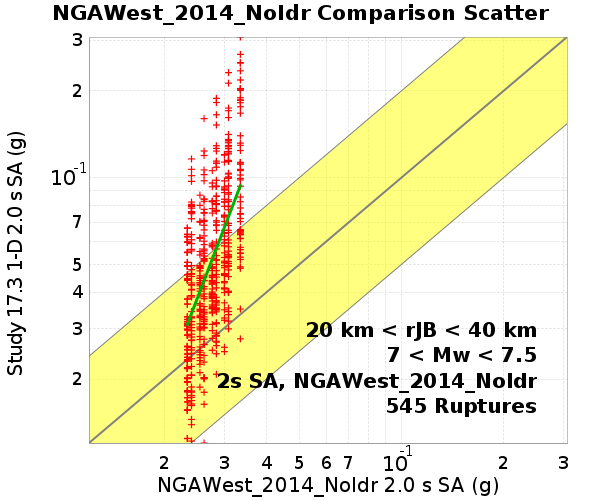 NGAWest_2014_NoIdr Comparison Scatter
3
2
10-1
7
5
4
3
2
Study 17.3 1-D 2.0 s SA (g)
20 km < rJB < 40 km
7 < Mw < 7.5
2s SA, NGAWest_2014_NoIdr
545 Ruptures
2 3 4 5 6 7 10-1 2 3
NGAWest_2014_NoIdr 2.0 s SA (g)